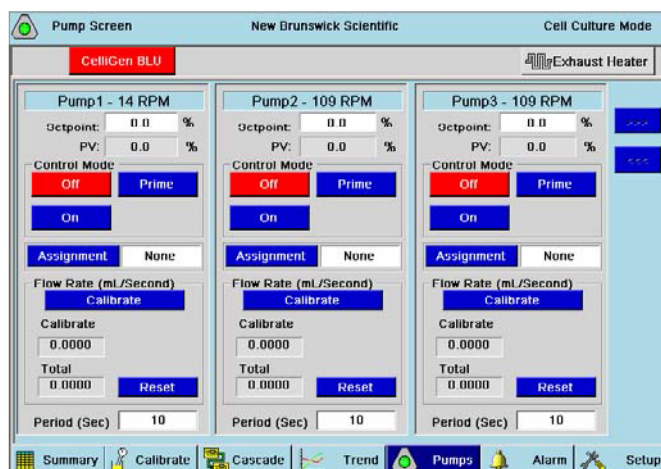 Pump Screen New Brunswick Scientific Cell Culture Mode
CelliGen BLU Exhaust Heater
Pump1 - 14 RPM
Setpoint: 0.0 %
PV: 0.0 %
Control Mode
Off Prime
On
Assignment None
Flow Rate (mL/Second)
Calibrate
Calibrate
0.0000
Total
0.0000 Reset
Period (Sec) 10
Pump2 - 109 RPM
Setpoint: 0.0 %
PV: 0.0 %
Control Mode
Off Prime
On
Assignment None
Flow Rate (mL/Second)
Calibrate
Calibrate
0.0000
Total
0.0000 Reset
Period (Sec) 10
Pump3 - 109 RPM
Setpoint: 0.0 %
PV: 0.0 %
Control Mode
Off Prime
On
Assignment None
Flow Rate (mL/Second)
Calibrate
Calibrate
0.0000
Total
0.0000 Reset
Period (Sec) 10
>>>
<<<
Summary Calibrate Cascade Trend Pumps Alarm Setup